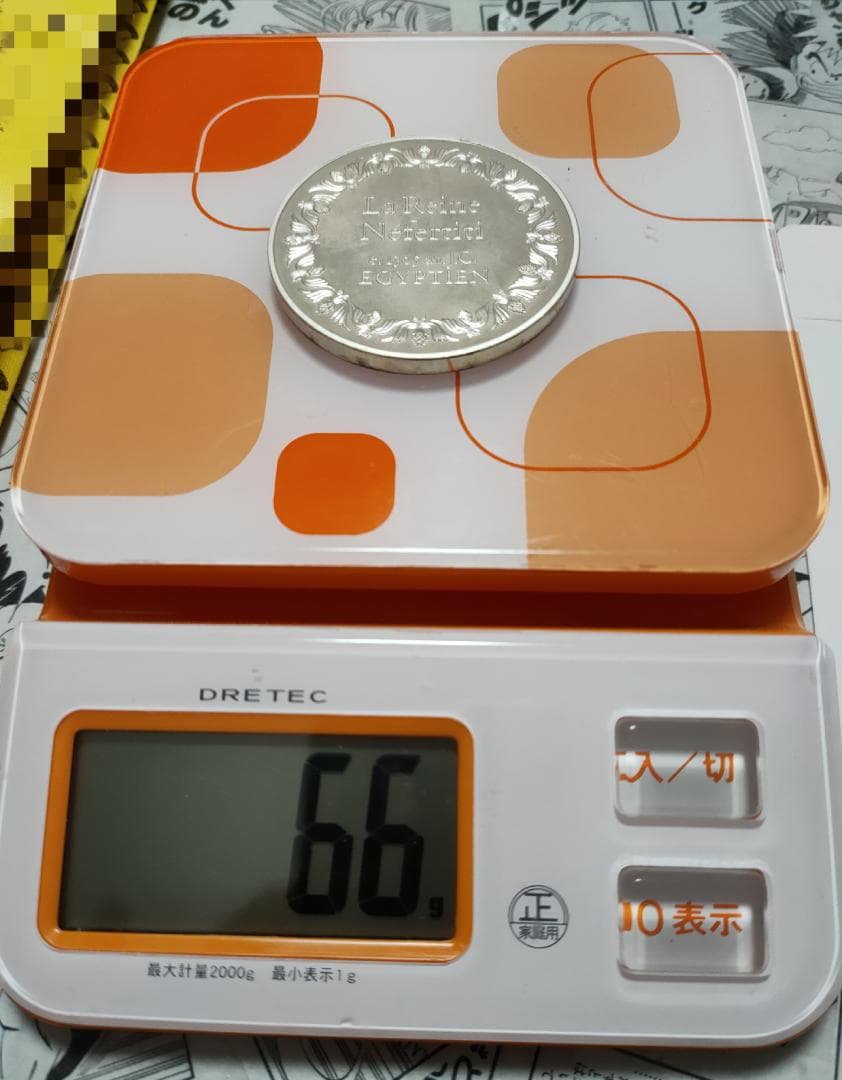 La Reine
Nefertiti
EGYPTIEN
DRETEC
66g
入／切
0表示
正
家庭用
最大計量2000g 最小表示1g